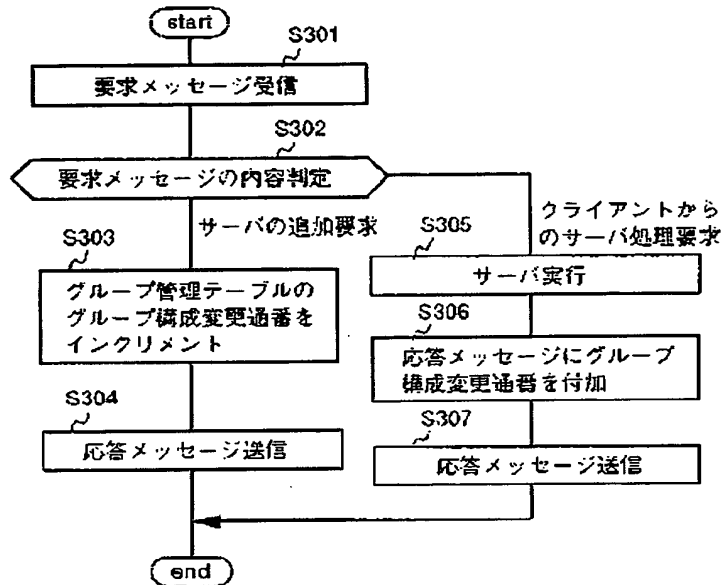 start
S301
要求メッセージ受信
S302
要求メッセージの内容判定
サーバの追加要求
クライアントから
のサーバ処理要求
S303
グループ管理テーブルの
グループ構成変更通番を
インクリメント
S304
応答メッセージ送信
S305
サーバ実行
S306
応答メッセージにグループ
構成変更通番を付加
S307
応答メッセージ送信
end